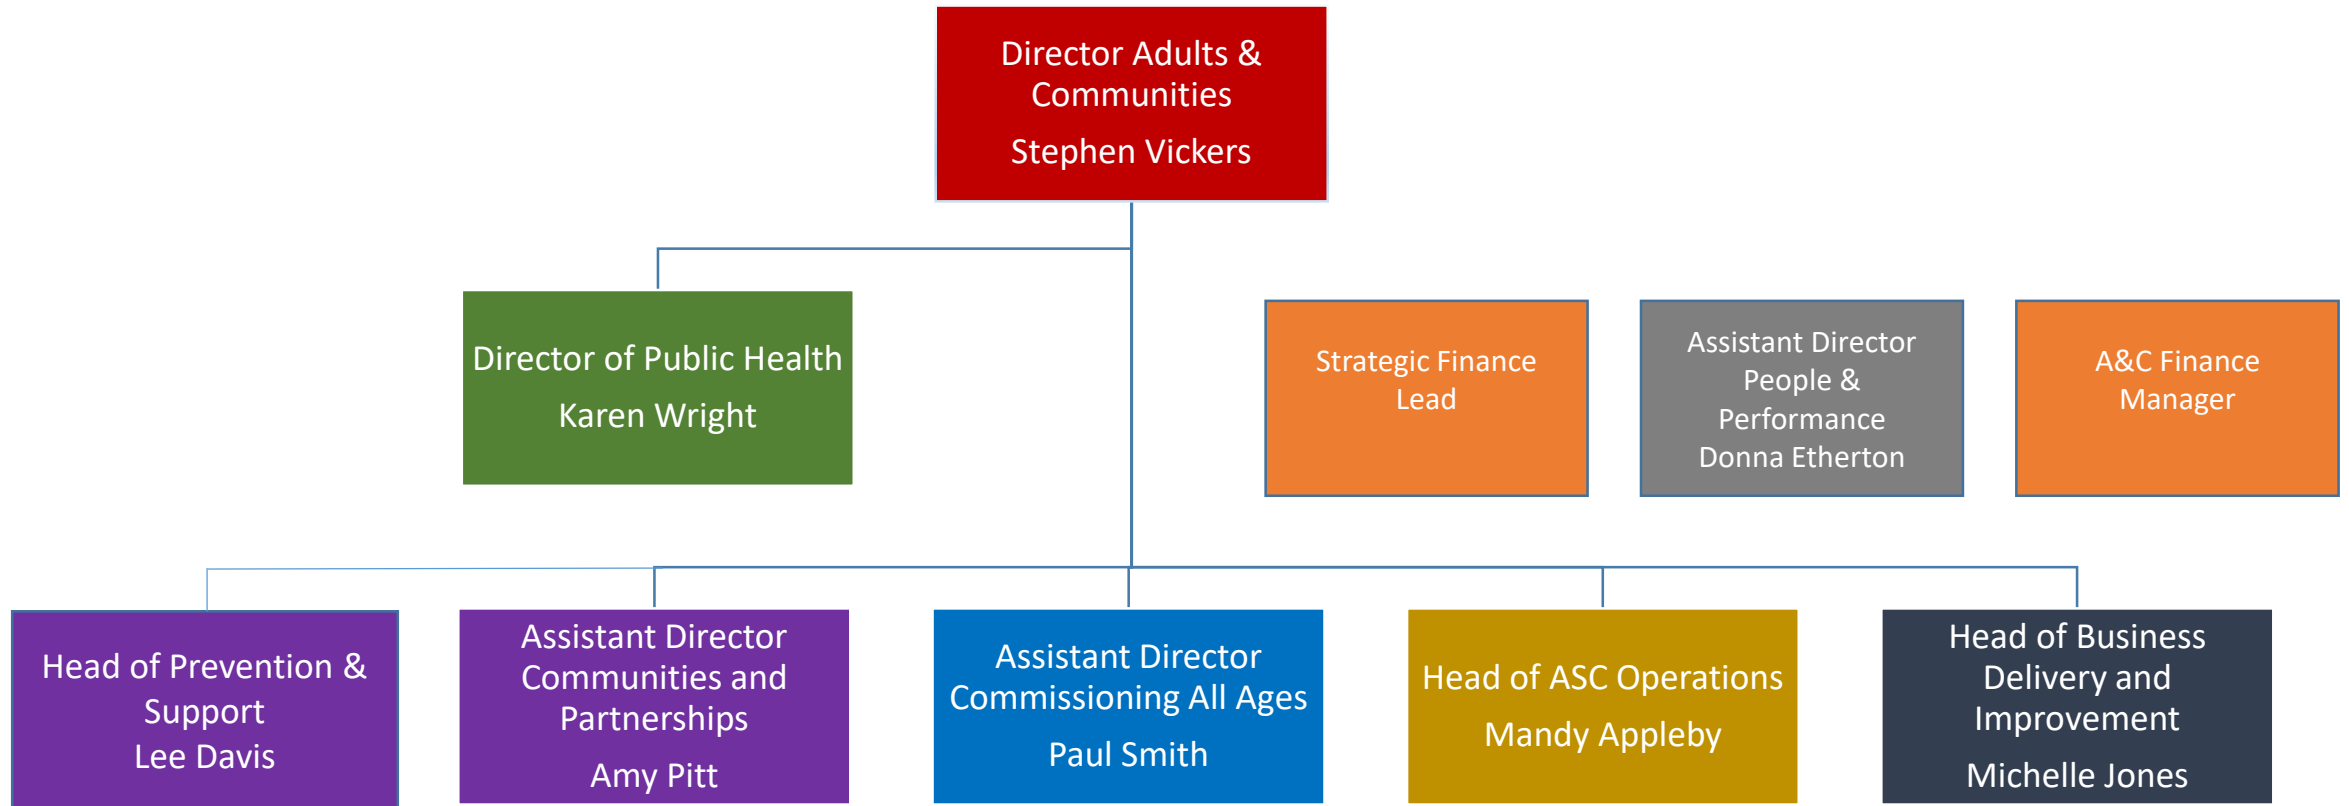 Director Adults &
Communities
Stephen Vickers
Director of Public Health
Karen Wright
Strategic Finance
Lead
Assistant Director
People &
Performance
Donna Etherton
A&C Finance
Manager
Head of Prevention &
Support
Lee Davis
Assistant Director
Communities and
Partnerships
Amy Pitt
Assistant Director
Commissioning All Ages
Paul Smith
Head of ASC Operations
Mandy Appleby
Head of Business
Delivery and
Improvement
Michelle Jones